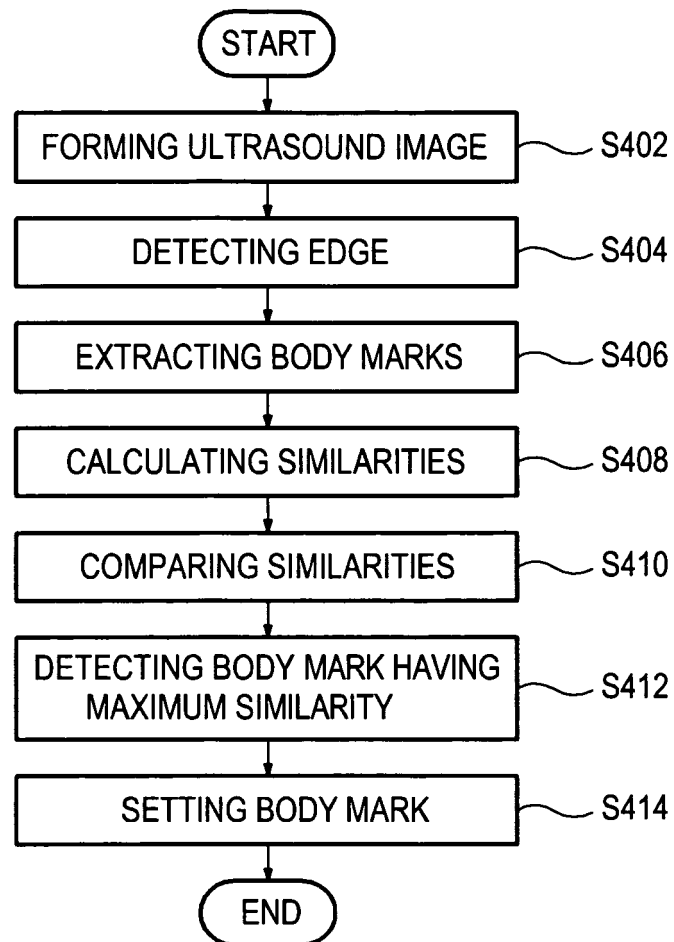 START
FORMING ULTRASOUND IMAGE S402
DETECTING EDGE S404
EXTRACTING BODY MARKS S406
CALCULATING SIMILARITIES S408
COMPARING SIMILARITIES S410
DETECTING BODY MARK HAVING
MAXIMUM SIMILARITY S412
SETTING BODY MARK S414
END